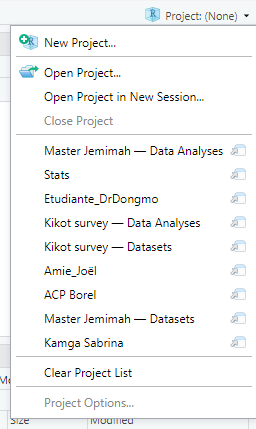 Project: (None)
New Project...
Open Project...
Open Project in New Session...
Close Project
Master Jemimah — Data Analyses
Stats
Etudiante_DrDongmo
Kikot survey — Data Analyses
Kikot survey — Datasets
Amie_Joël
ACP Borel
Master Jemimah — Datasets
Kamga Sabrina
Clear Project List
Project Options...
Size
Modified